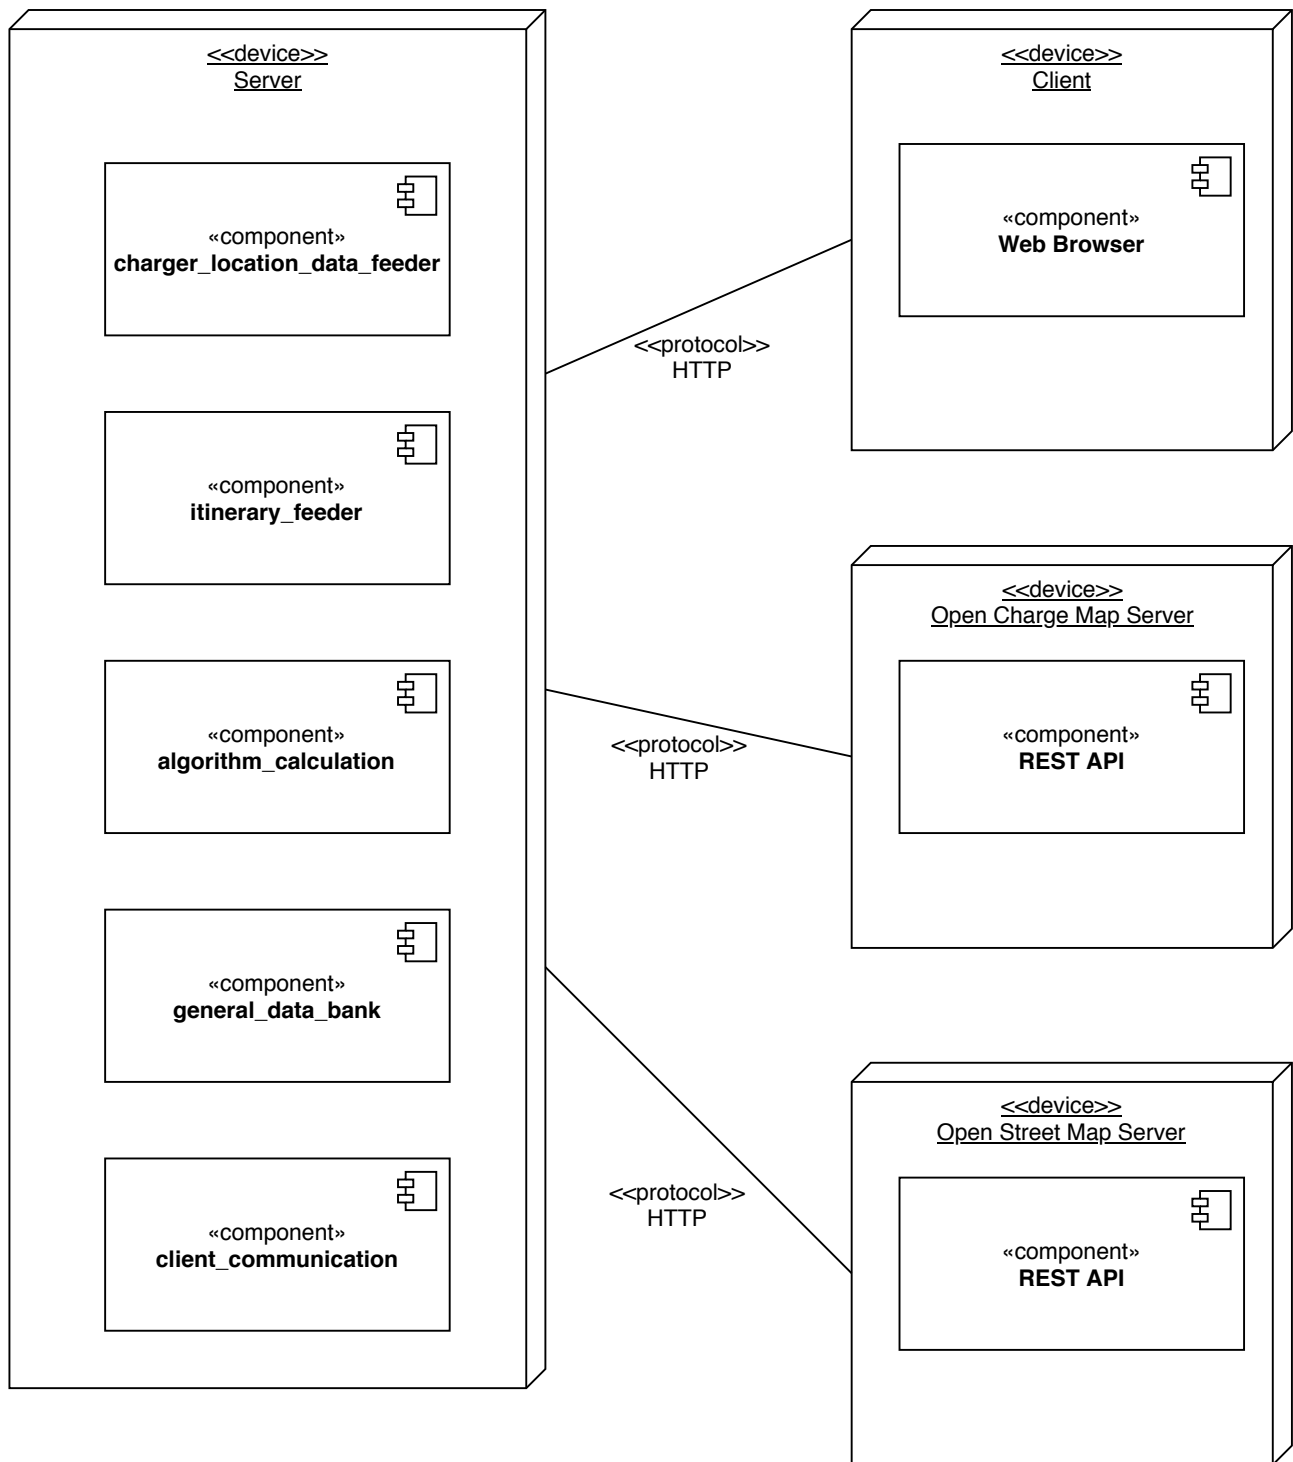 <<device>>
Server
«component»
charger_location_data_feeder
«component»
itinerary_feeder
«component»
algorithm_calculation
«component»
general_data_bank
«component»
client_communication
<<protocol>>
HTTP
<<protocol>>
HTTP
<<protocol>>
HTTP
<<device>>
Client
«component»
Web Browser
<<device>>
Open Charge Map Server
«component»
REST API
<<device>>
Open Street Map Server
«component»
REST API